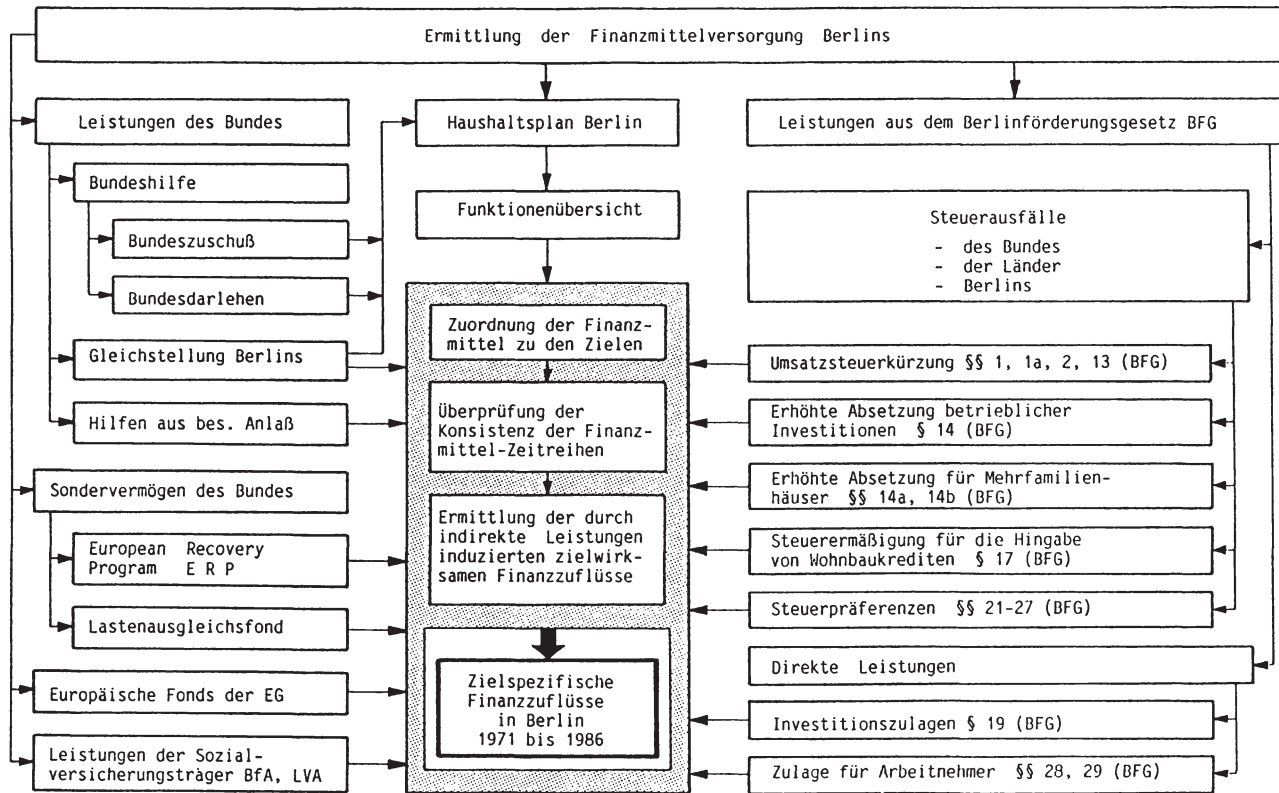 Ermittlung der Finanzmittelversorgung Berlins
Leistungen des Bundes
Bundeshilfe
Bundeszuschuß
Bundesdarlehen
Gleichstellung Berlins
Hilfen aus bes. Anlaß
Sondervermögen des Bundes
European Recovery
Program E R P
Lastenausgleichsfond
Europäische Fonds der EG
Leistungen der Sozial-
versicherungsträger BfA, LVA
Haushaltsplan Berlin
Funktionenübersicht
Zuordnung der Finanz-
mittel zu den Zielen
Überprüfung der
Konsistenz der Finanz-
mittel-Zeitreihen
Ermittlung der durch
indirekte Leistungen
induzierten zielwirk-
samen Finanzzuflüsse
Zielspezifische
Finanzzuflüsse
in Berlin
1971 bis 1986
Leistungen aus dem Berlinförderungsgesetz BFG
Steuerausfälle
- des Bundes
- der Länder
- Berlins
Umsatzsteuerkürzung §§ 1, 1a, 2, 13 (BFG)
Erhöhte Absetzung betrieblicher
Investitionen § 14 (BFG)
Erhöhte Absetzung für Mehrfamilien-
häuser §§ 14a, 14b (BFG)
Steuerermäßigung für die Hingabe
von Wohnbaukrediten § 17 (BFG)
Steuerpräferenzen §§ 21-27 (BFG)
Direkte Leistungen
Investitionszulagen § 19 (BFG)
Zulage für Arbeitnehmer §§ 28, 29 (BFG)